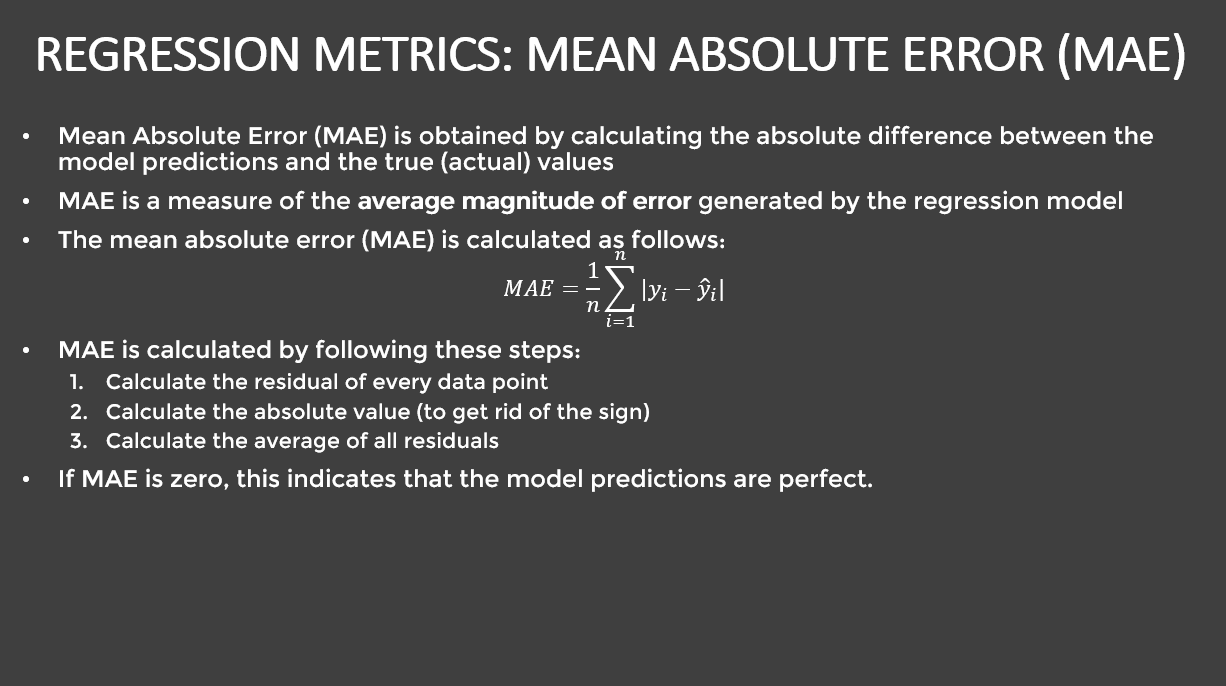 REGRESSION METRICS: MEAN ABSOLUTE ERROR (MAE)
• Mean Absolute Error (MAE) is obtained by calculating the absolute difference between the
model predictions and the true (actual) values
• MAE is a measure of the average magnitude of error generated by the regression model
• The mean absolute error (MAE) is calculated as follows:
$MAE = \frac{1}{n}\sum_{i=1}^{n}|y_i - \hat{y}_i|$
• MAE is calculated by following these steps:
1. Calculate the residual of every data point
2. Calculate the absolute value (to get rid of the sign)
3. Calculate the average of all residuals
• If MAE is zero, this indicates that the model predictions are perfect.